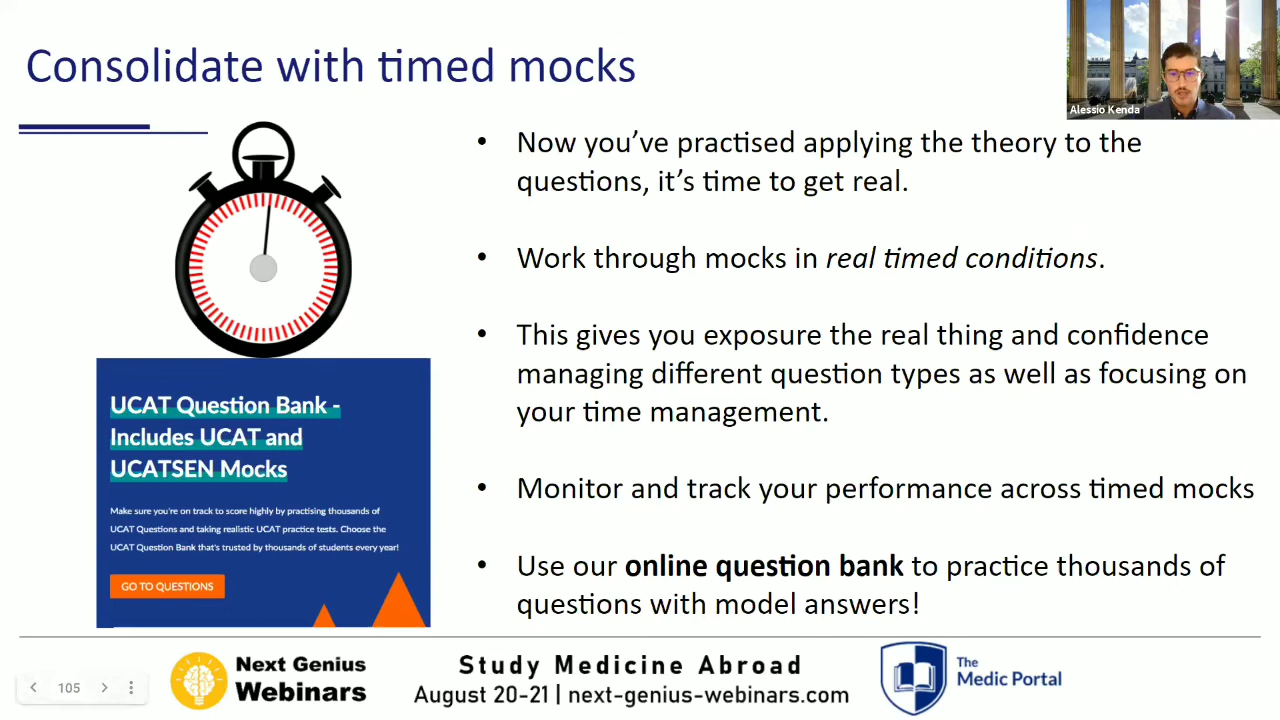 Consolidate with timed mocks
Alessio Kenda
• Now you’ve practised applying the theory to the
questions, it’s time to get real.
• Work through mocks in real timed conditions.
• This gives you exposure the real thing and confidence
managing different question types as well as focusing on
your time management.
• Monitor and track your performance across timed mocks
• Use our online question bank to practice thousands of
questions with model answers!
UCAT Question Bank -
Includes UCAT and
UCATSEN Mocks
Make sure you're on track to score highly by practising thousands of
UCAT Questions and taking realistic UCAT practice tests. Choose the
UCAT Question Bank that's trusted by thousands of students every year!
GO TO QUESTIONS
105
Next Genius
Webinars
Study Medicine Abroad
August 20-21 | next-genius-webinars.com
The
Medic Portal